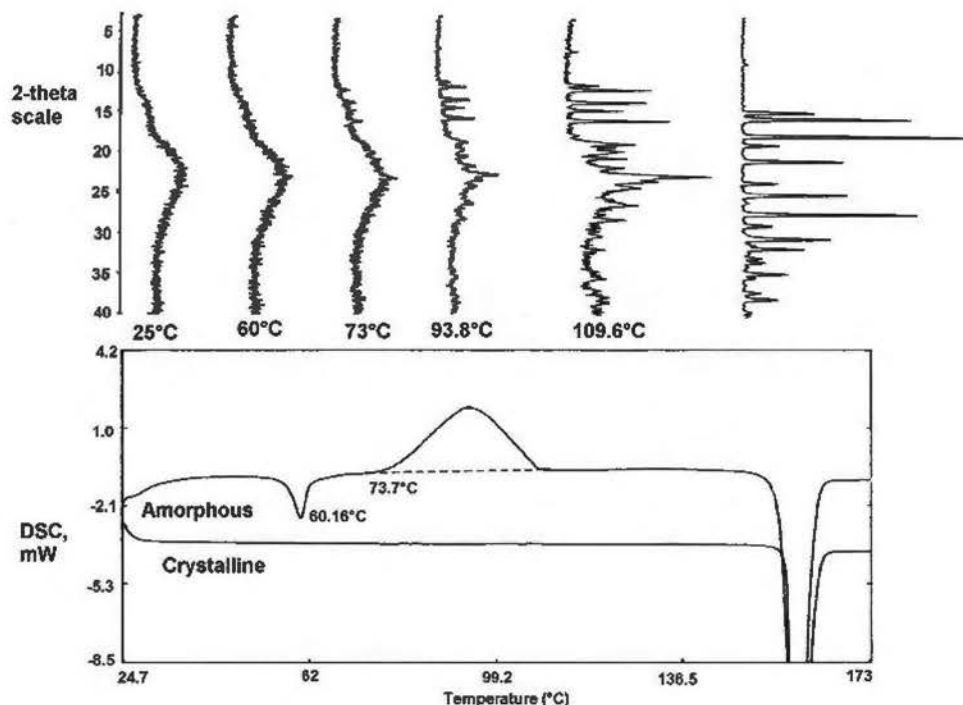 5
10
2-theta
15
scale
20
25
30
35
40
25°C 60°C 73°C 93.8°C 109.6°C
4.2
1.0
-2.1
DSC,
mW
-5.3
-8.5
Amorphous
60.16°C
73.7°C
Crystalline
24.7 62 99.2 136.5 173
Temperature (°C)